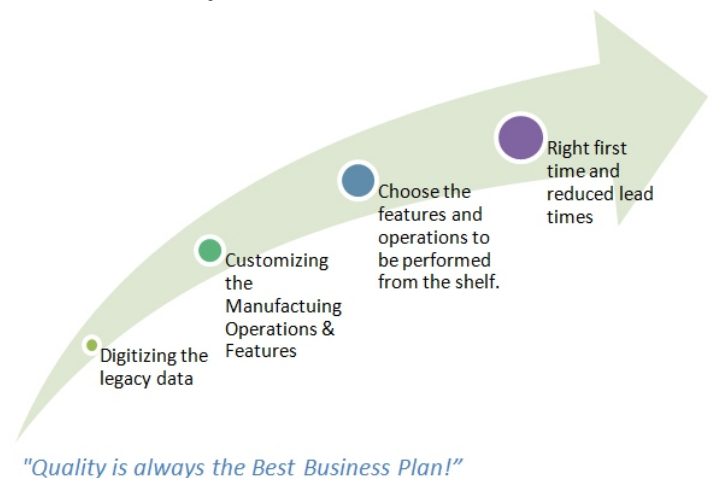 Right first
time and
reduced lead
times
Choose the
features and
operations to
be performed
from the shelf.
Customizing
the
Manufactuing
Operations &
Features
Digitizing the
legacy data
"Quality is always the Best Business Plan!”